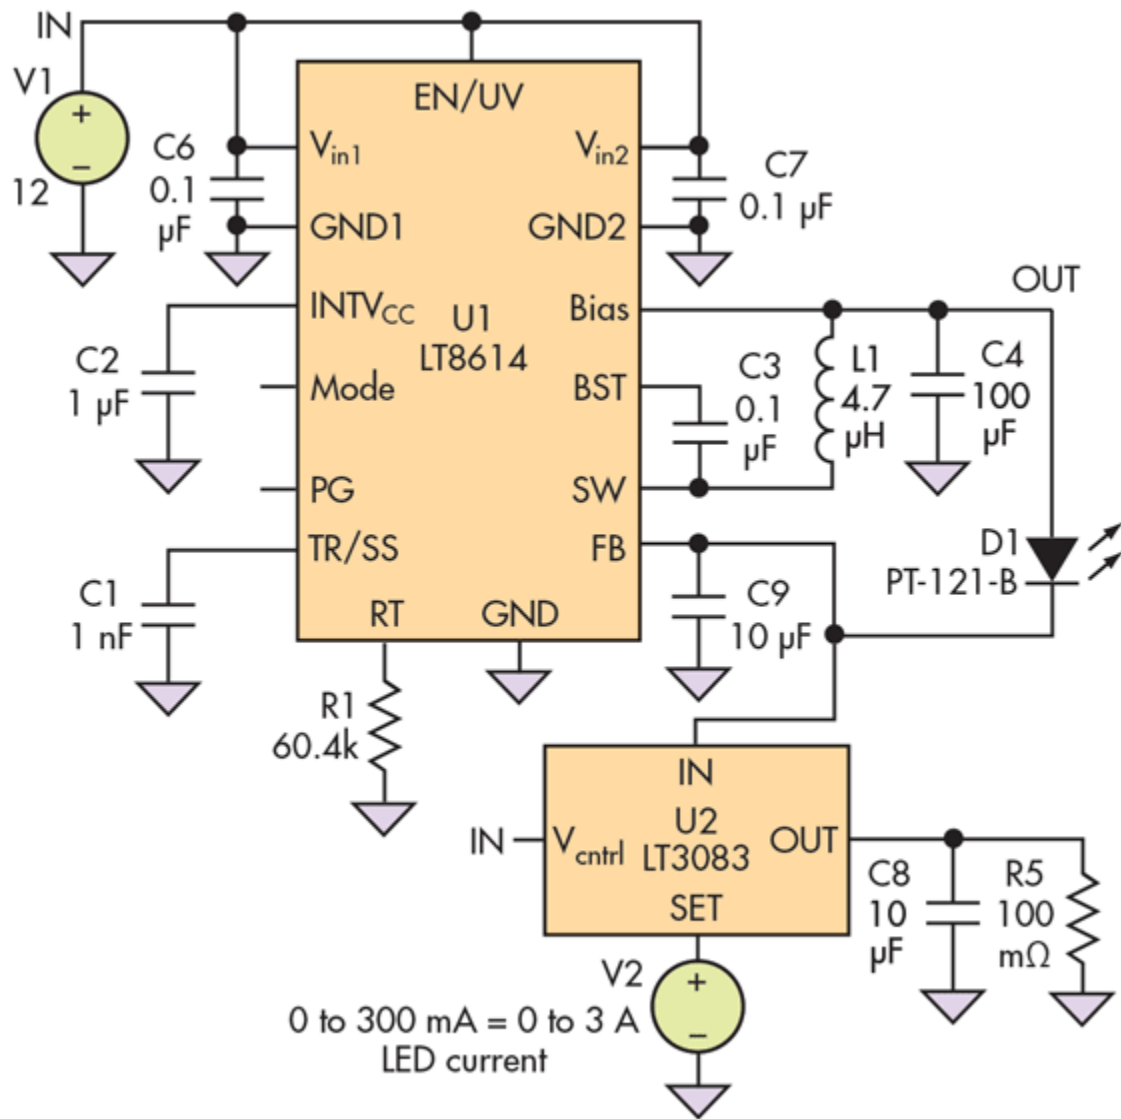 IN
V1
+
−
12
C6
0.1
µF
EN/UV
Vin1
Vin2
GND1
GND2
C7
0.1 µF
INTVCC
U1
LT8614
Bias
OUT
C2
1 µF
Mode
BST
C3
0.1
µF
L1
4.7
µH
C4
100
µF
PG
SW
TR/SS
FB
D1
PT-121-B
C1
1 nF
RT
GND
C9
10 µF
R1
60.4k
IN
U2
LT3083
IN
Vcntrl
OUT
SET
C8
10
µF
R5
100
mΩ
V2
+
−
0 to 300 mA = 0 to 3 A
LED current